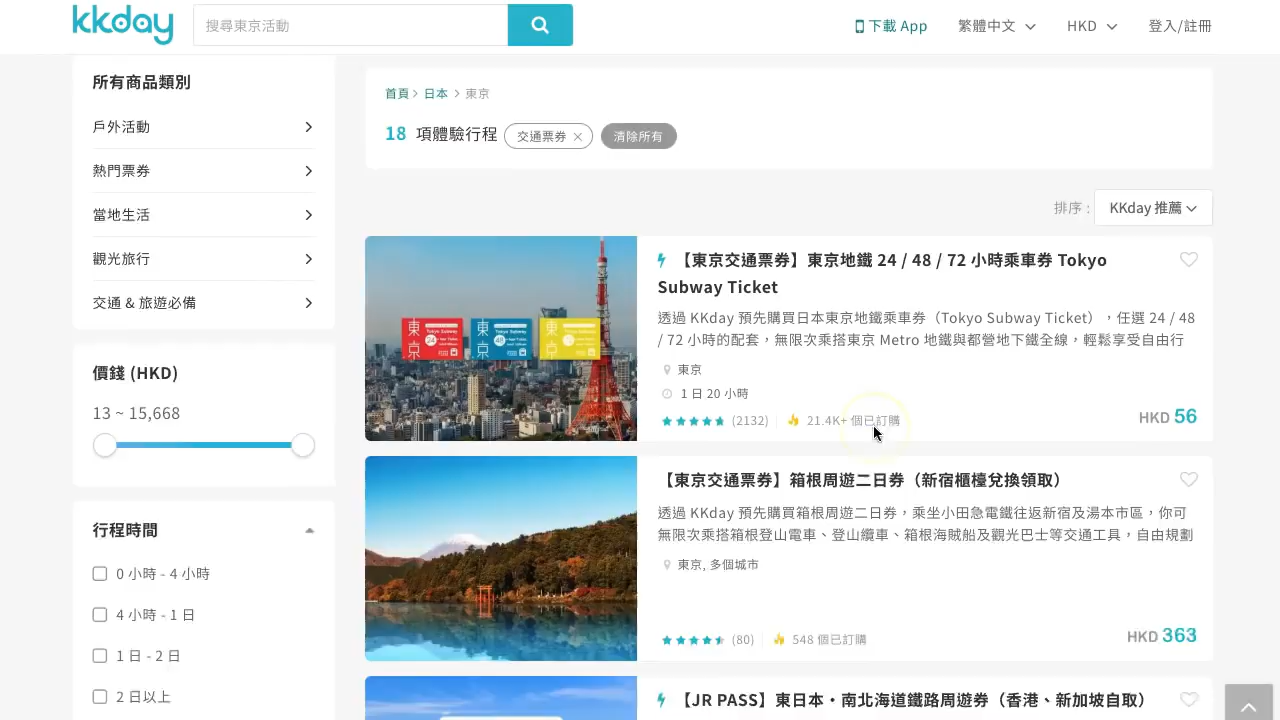 kkday
搜尋東京活動
下載 App
繁體中文
HKD
登入/註冊
所有商品類別
戶外活動
熱門票券
當地生活
觀光旅行
交通 & 旅遊必備
價錢 (HKD)
13 ~ 15,668
行程時間
0 小時 - 4 小時
4 小時 - 1 日
1 日 - 2 日
2 日以上
首頁 > 日本 > 東京
18 項體驗行程 交通票券 × 清除所有
排序 : KKday 推薦
【東京交通票券】東京地鐵 24 / 48 / 72 小時乘車券 Tokyo
Subway Ticket
透過 KKday 預先購買日本東京地鐵乘車券（Tokyo Subway Ticket），任選 24 / 48
/ 72 小時的配套，無限次乘搭東京 Metro 地鐵與都營地下鐵全線，輕鬆享受自由行
東京
1 日 20 小時
(2132) 21.4K+ 個已訂購
HKD 56
【東京交通票券】箱根周遊二日券（新宿櫃檯兌換領取）
透過 KKday 預先購買箱根周遊二日券，乘坐小田急電鐵往返新宿及湯本市區，你可
無限次乘搭箱根登山電車、登山纜車、箱根海賊船及觀光巴士等交通工具，自由規劃
東京, 多個城市
(80) 548 個已訂購
HKD 363
【JR PASS】東日本・南北海道鐵路周遊券（香港、新加坡自取）